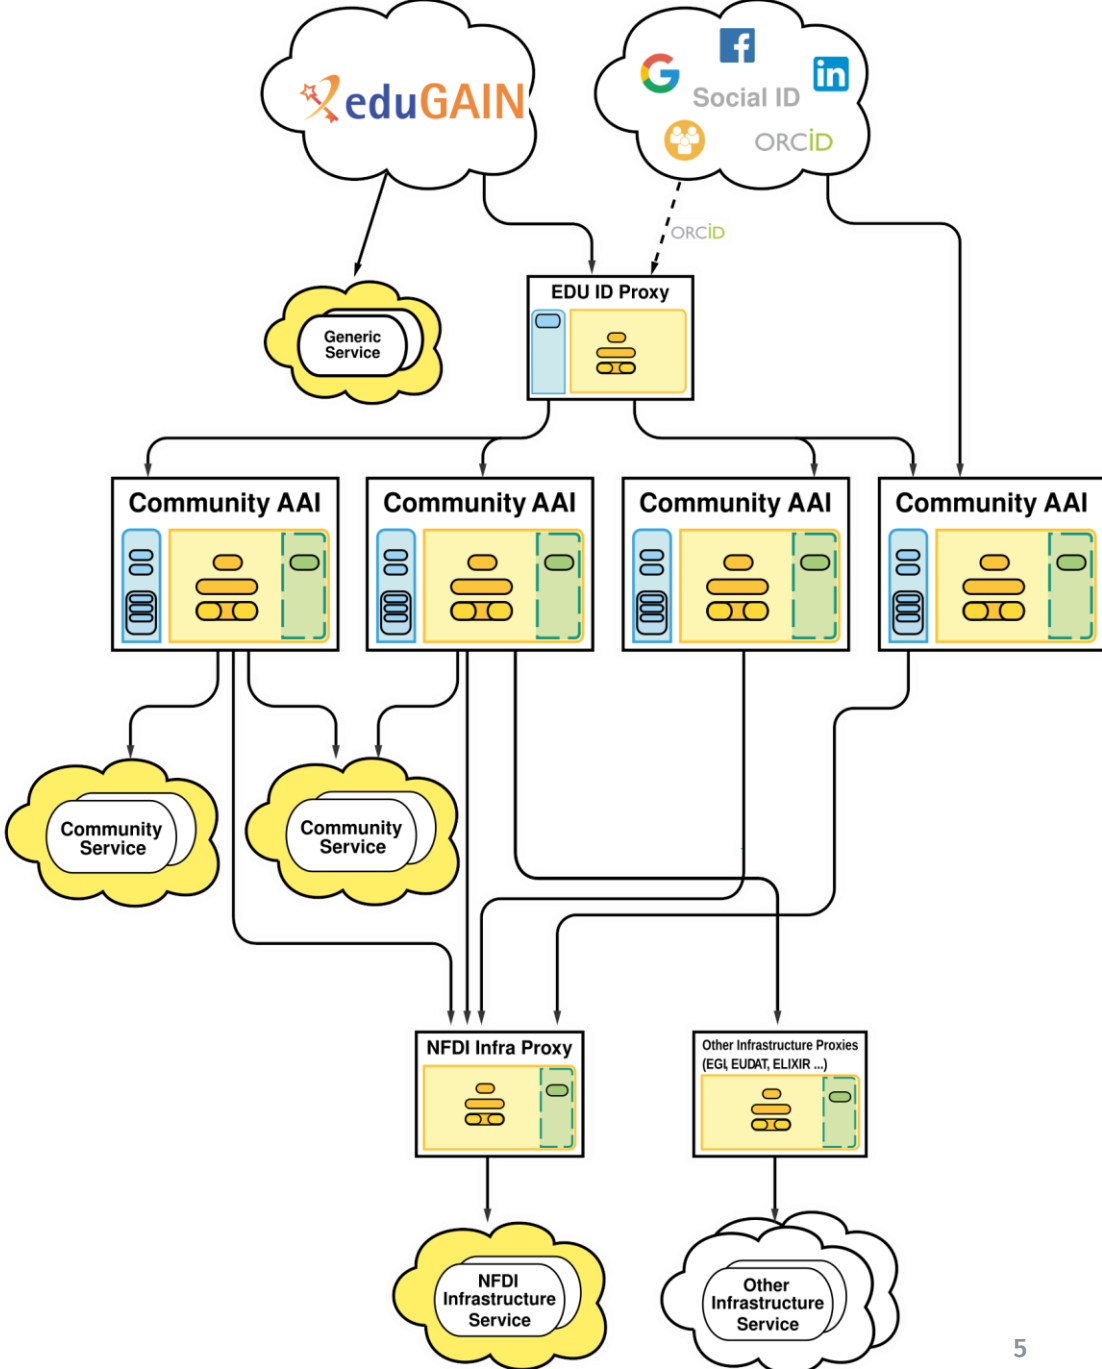 eduGAIN
Social ID
ORCID
ORCID
EDU ID Proxy
Generic
Service
Community AAI
Community AAI
Community AAI
Community AAI
Community
Service
Community
Service
NFDI Infra Proxy
Other Infrastructure Proxies
(EGI, EUDAT, ELIXIR ...)
NFDI
Infrastructure
Service
Other
Infrastructure
Service
5